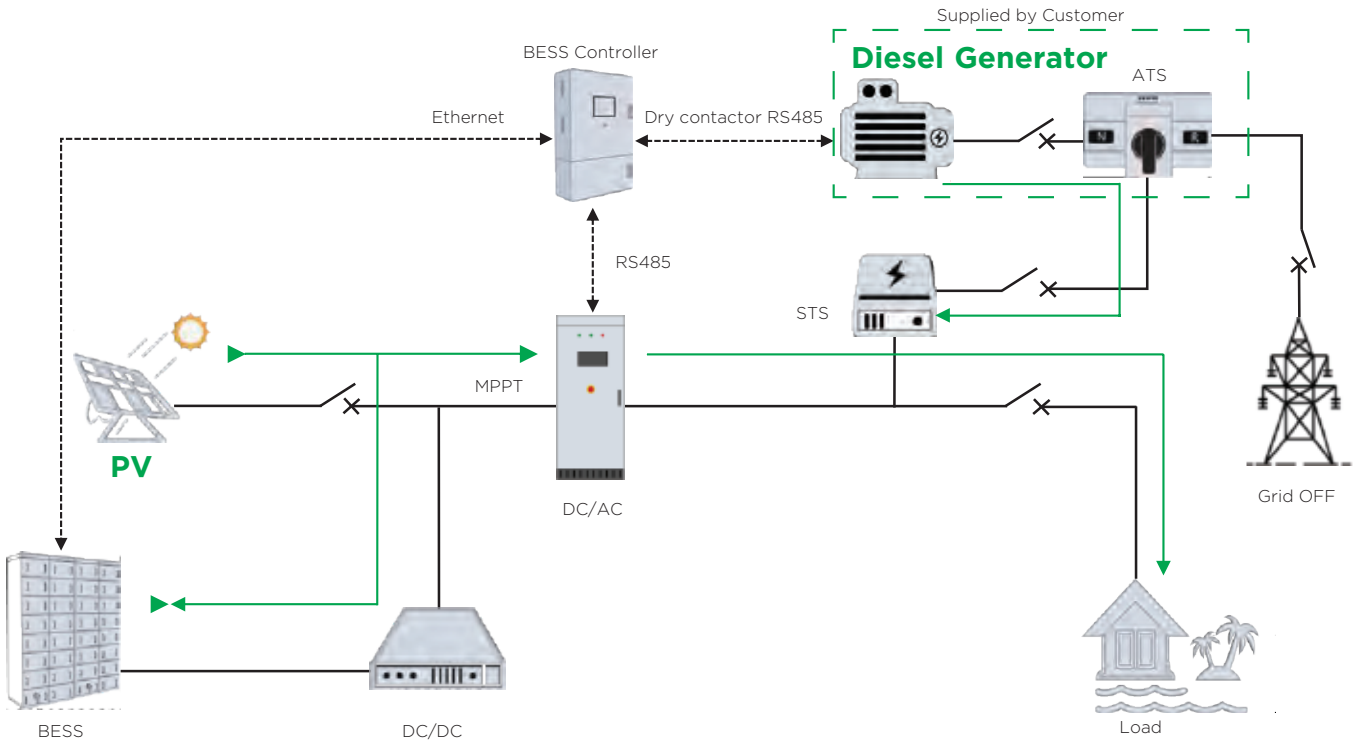 Supplied by Customer
BESS Controller
Diesel Generator
ATS
Ethernet
Dry contactor RS485
N
R
RS485
STS
MPPT
PV
Grid OFF
DC/AC
BESS
DC/DC
Load